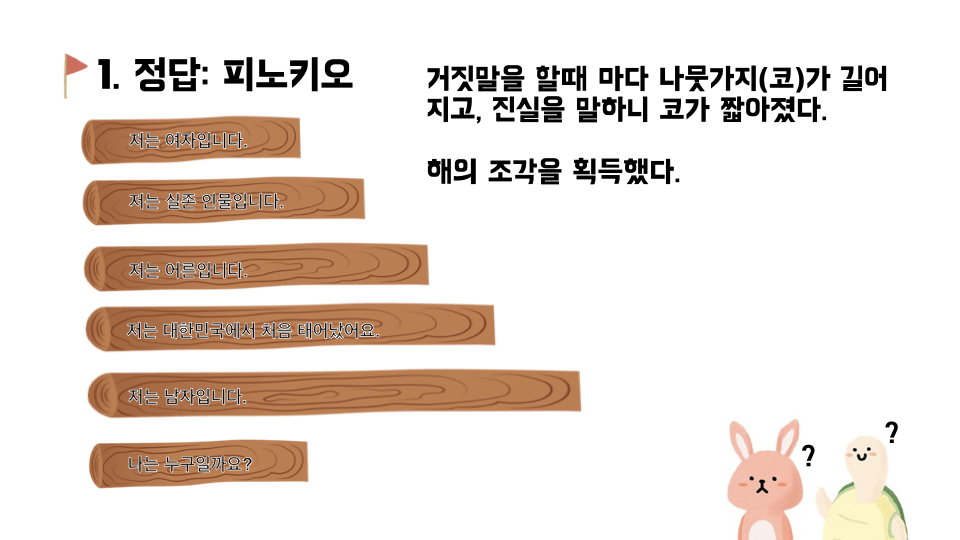 1. 정답: 피노키오
거짓말을 할때 마다 나뭇가지(코)가 길어
지고, 진실을 말하니 코가 짧아졌다.
해의 조각을 획득했다.
저는 여자입니다.
저는 실존 인물입니다.
저는 어른입니다.
저는 대한민국에서 처음 태어났어요.
저는 남자입니다.
나는 누구일까요?
?
?